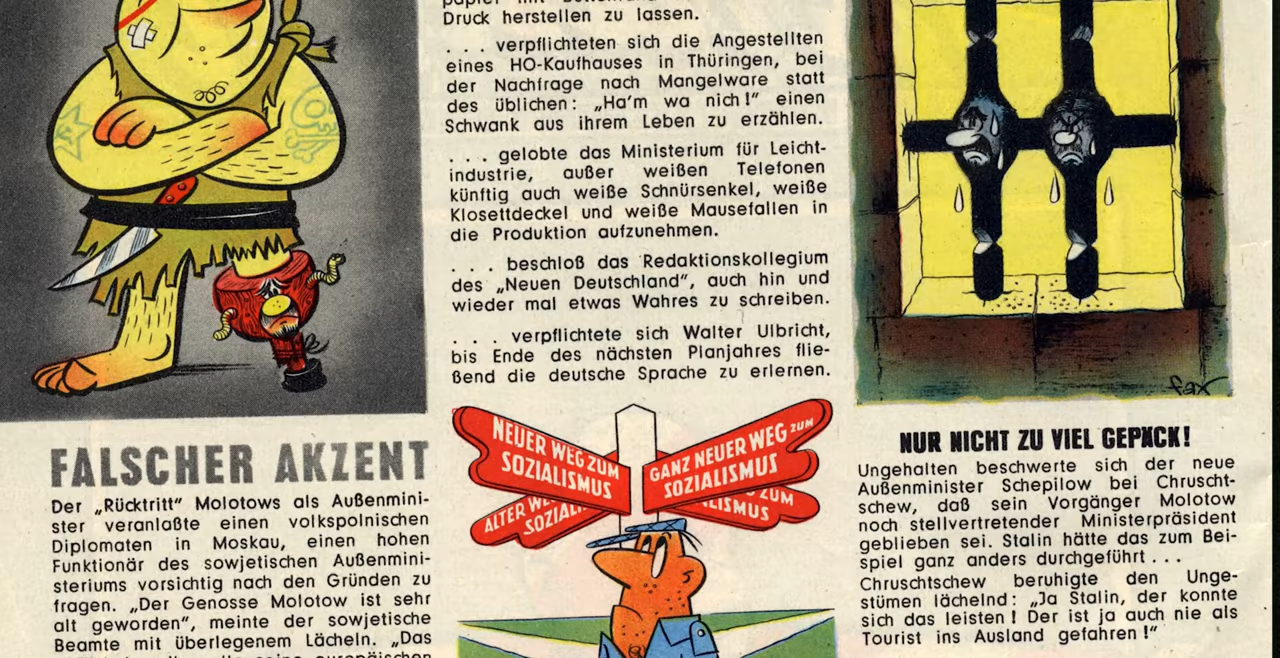 Druck herstellen zu lassen.
. . . verpflichteten sich die Angestellten
eines HO-Kaufhauses in Thüringen, bei
der Nachfrage nach Mangelware statt
des üblichen: „Ha'm wa nich!" einen
Schwank aus ihrem Leben zu erzählen.
. . . gelobte das Ministerium für Leicht-
industrie, außer weißen Telefonen
künftig auch weiße Schnürsenkel, weiße
Klosettdeckel und weiße Mausefallen in
die Produktion aufzunehmen.
. . . beschloß das Redaktionskollegium
des „Neuen Deutschland", auch hin und
wieder mal etwas Wahres zu schreiben.
. . . verpflichtete sich Walter Ulbricht,
bis Ende des nächsten Planjahres flie-
ßend die deutsche Sprache zu erlernen.
FALSCHER AKZENT
Der „Rücktritt" Molotows als Außenmini-
ster veranlaßte einen volkspolnischen
Diplomaten in Moskau, einen hohen
Funktionär des sowjetischen Außenmini-
steriums vorsichtig nach den Gründen zu
fragen. „Der Genosse Molotow ist sehr
alt geworden", meinte der sowjetische
Beamte mit überlegenem Lächeln. „Das
seine europäischen
NEUER WEG ZUM
SOZIALISMUS
GANZ NEUER WEG ZUM
SOZIALISMUS
ALTER
ZUM
fax
NUR NICHT ZU VIEL GEPÄCK!
Ungehalten beschwerte sich der neue
Außenminister Schepilow bei Chruscht-
schew, daß sein Vorgänger Molotow
noch stellvertretender Ministerpräsident
geblieben sei. Stalin hätte das zum Bei-
spiel ganz anders durchgeführt . . .
Chruschtschew beruhigte den Unge-
stümen lächelnd: „Ja Stalin, der konnte
sich das leisten! Der ist ja auch nie als
Tourist ins Ausland gefahren!"